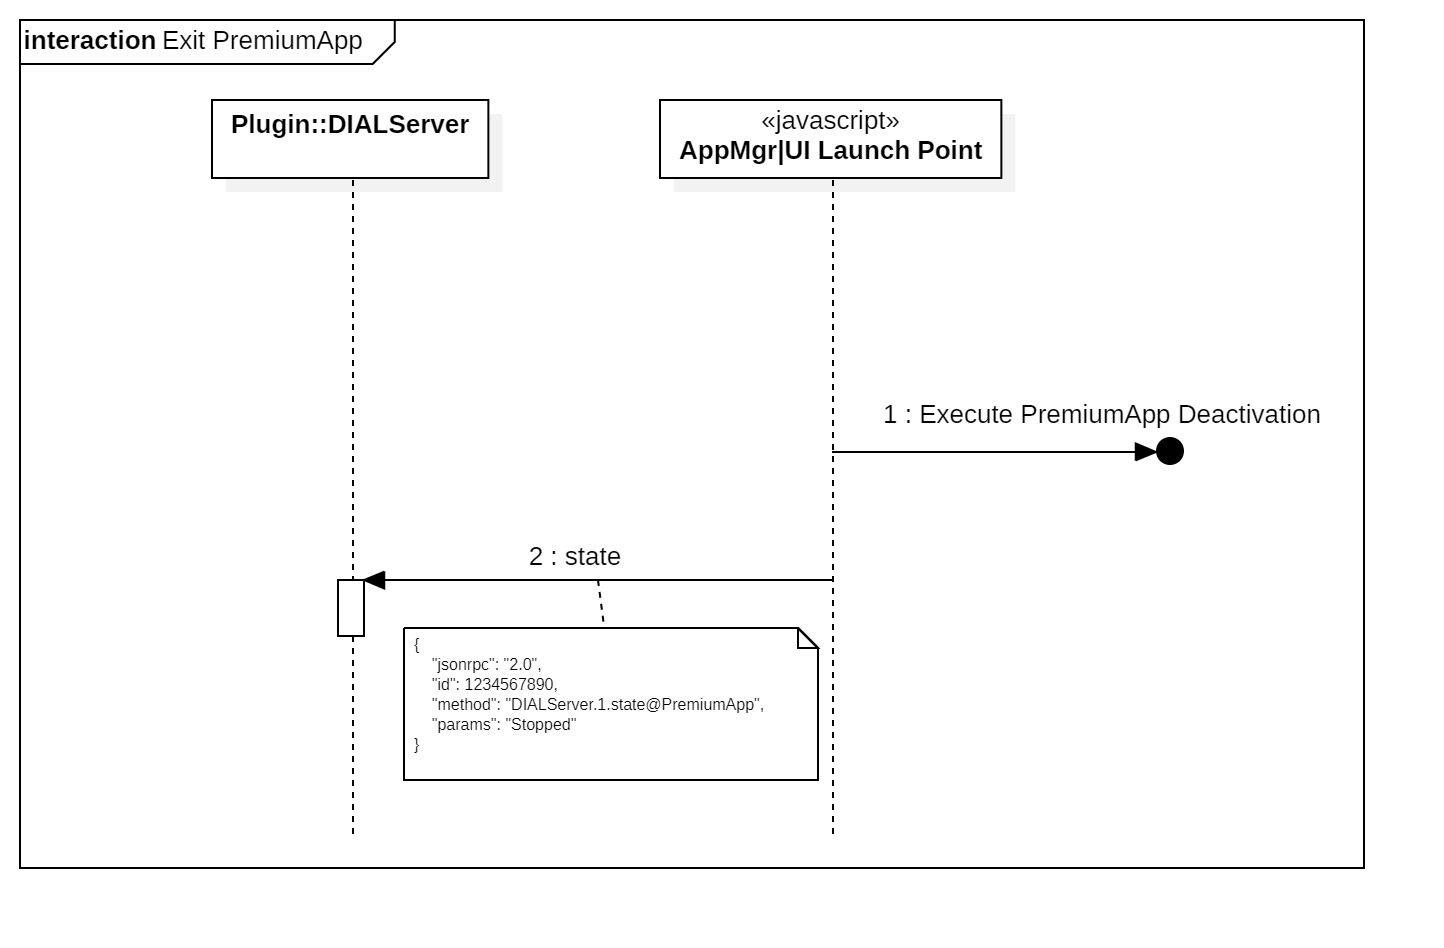 interaction Exit PremiumApp
Plugin::DIALServer
«javascript»
AppMgr|UI Launch Point
1 : Execute PremiumApp Deactivation
2 : state
{
"jsonrpc": "2.0",
"id": 1234567890,
"method": "DIALServer.1.state@PremiumApp",
"params": "Stopped"
}